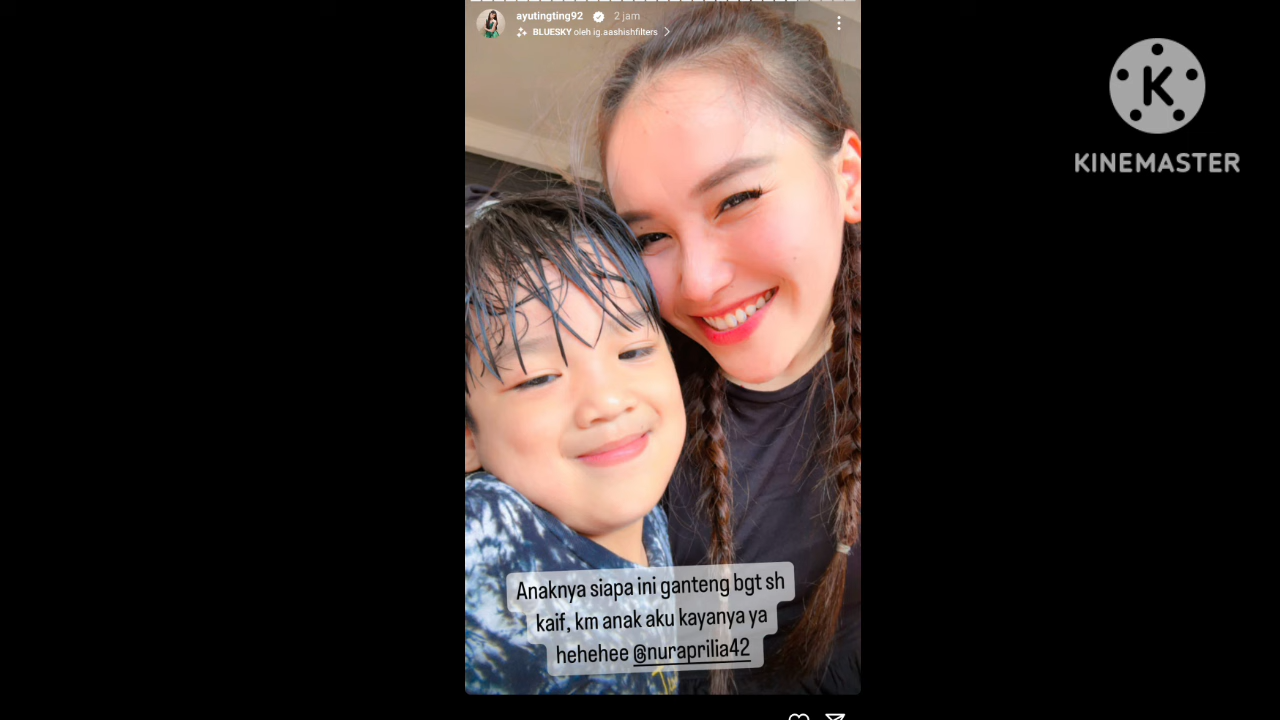 ayutingting92 2 jam
BLUESKY oleh ig.aashishfilters
KINEMASTER
Anaknya siapa ini ganteng bgt sh
kaif, km anak aku kayanya ya
hehehee @nuraprilia42